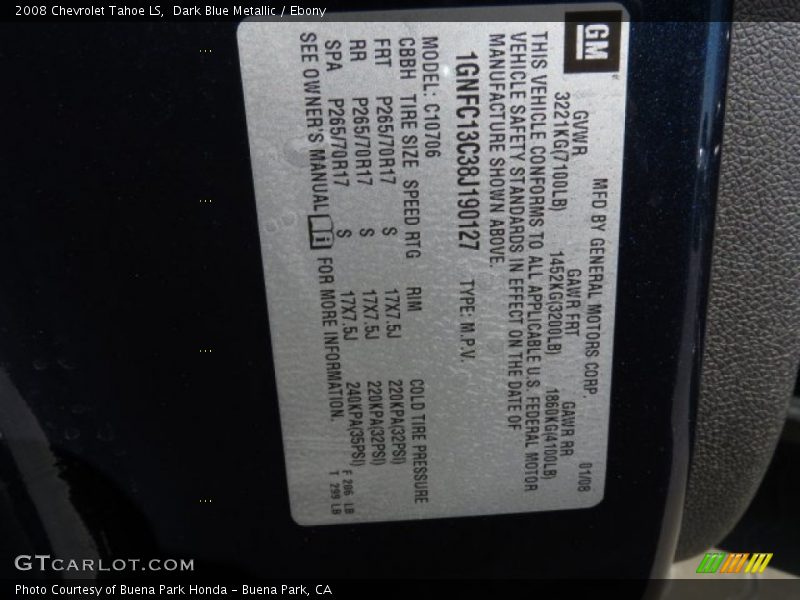 2008 Chevrolet Tahoe LS,  Dark Blue Metallic / Ebony
GM
MFD BY GENERAL MOTORS CORP.
01/08
GVWR GAWR FRT GAWR RR
3221KG(7100LB) 1452KG(3200LB) 1860KG(4100LB)
THIS VEHICLE CONFORMS TO ALL APPLICABLE U.S. FEDERAL MOTOR
VEHICLE SAFETY STANDARDS IN EFFECT ON THE DATE OF
MANUFACTURE SHOWN ABOVE.
1GNFC13C38J190127 TYPE: M.P.V.
MODEL: C10706
CBBH TIRE SIZE SPEED RTG RIM COLD TIRE PRESSURE
FRT P265/70R17 S 17X7.5J 220KPA(32PSI)
RR P265/70R17 S 17X7.5J 220KPA(32PSI)
SPA P265/70R17 S 17X7.5J 240KPA(35PSI)
SEE OWNER'S MANUAL i FOR MORE INFORMATION.
F 286 LB
T 299 LB
GTCARLOT.COM
Photo Courtesy of Buena Park Honda - Buena Park, CA